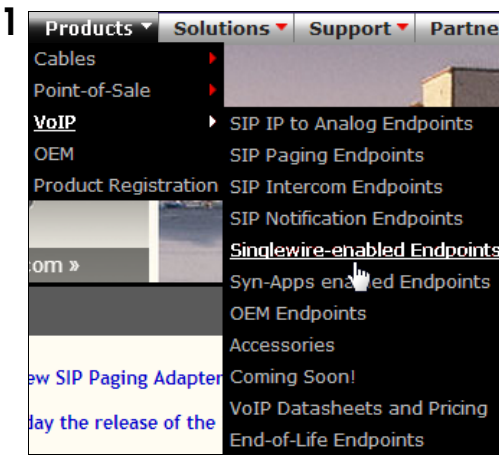 1
Products Solutions Support Partne
Cables
Point-of-Sale
VoIP
OEM
Product Registration
SIP IP to Analog Endpoints
SIP Paging Endpoints
SIP Intercom Endpoints
SIP Notification Endpoints
Singlewire-enabled Endpoints
Syn-Apps enabled Endpoints
OEM Endpoints
Accessories
Coming Soon!
VoIP Datasheets and Pricing
End-of-Life Endpoints
om »
ew SIP Paging Adapter
day the release of the